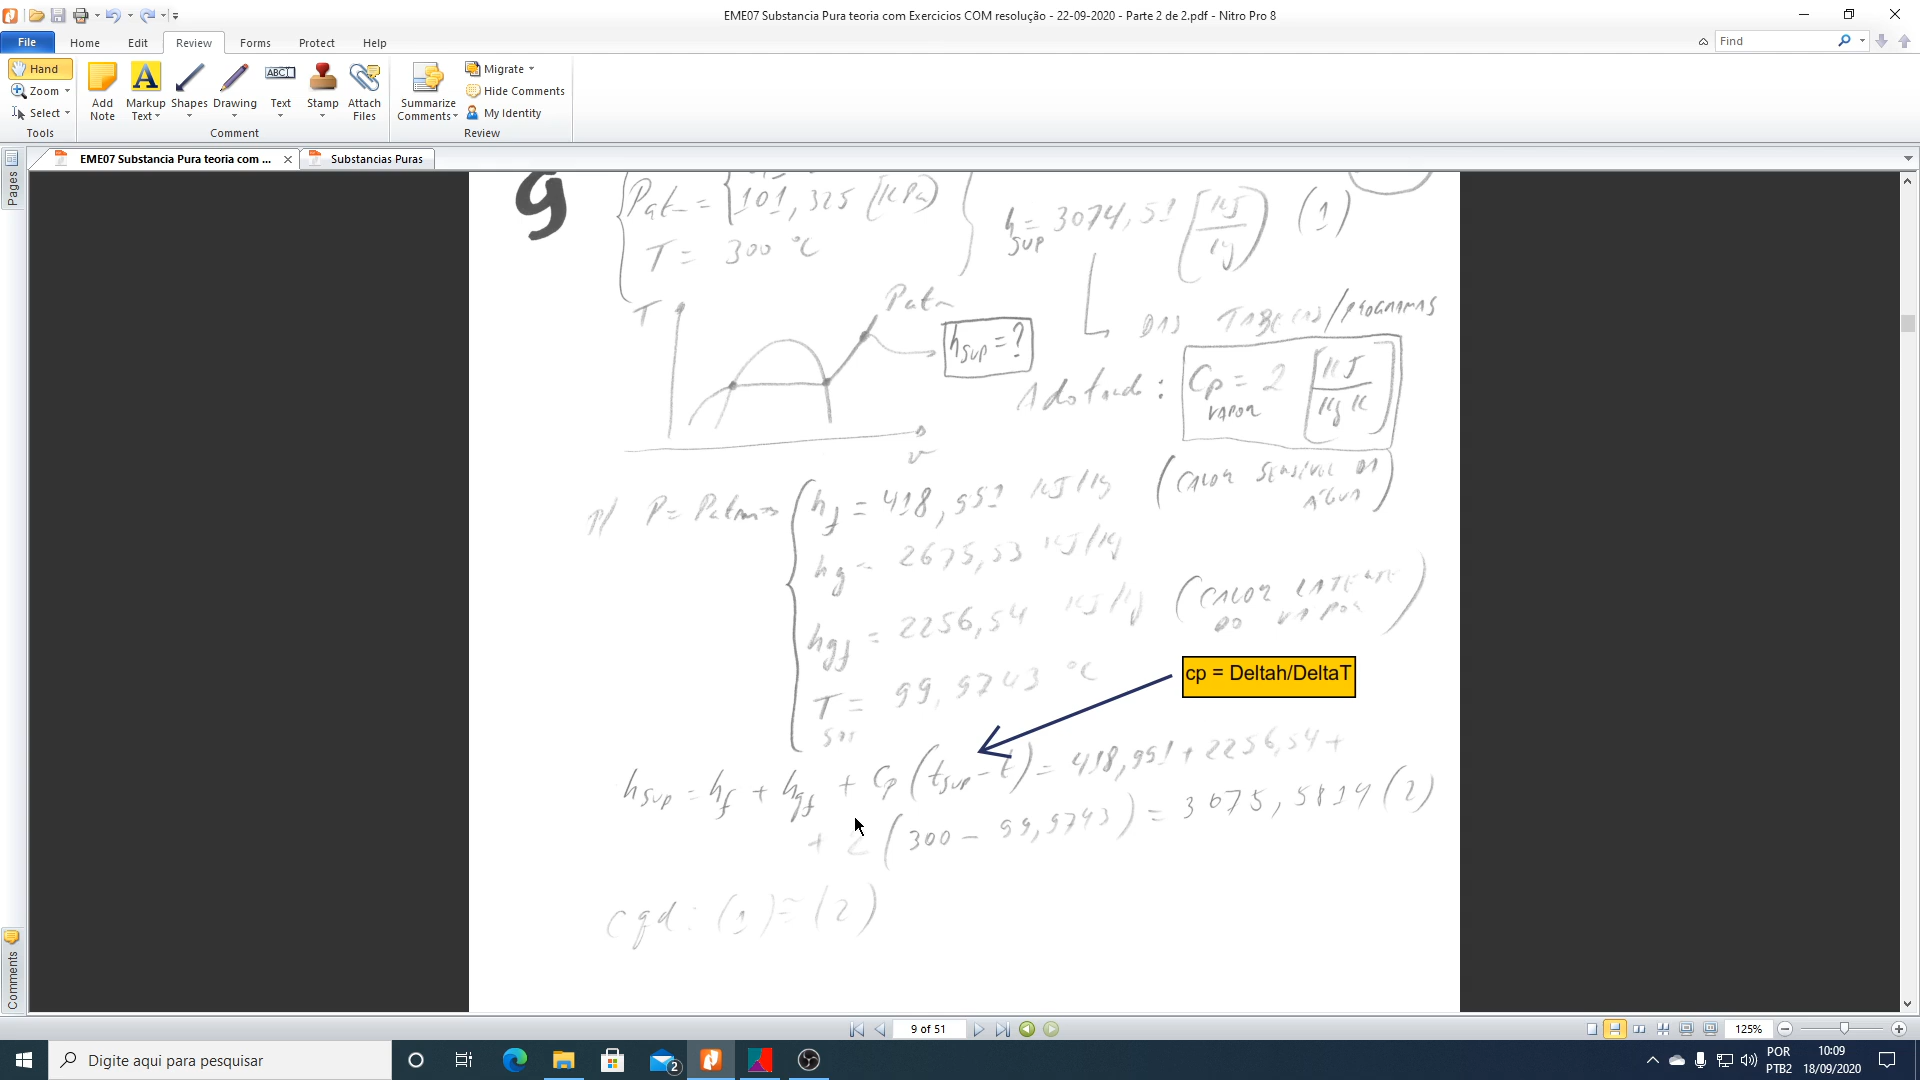 EME07 Substancia Pura teoria com Exercicios COM resolução - 22-09-2020 - Parte 2 de 2.pdf - Nitro Pro 8
File Home Edit Review Forms Protect Help Find
Hand
Zoom
Select
Tools
Add Note
Markup Text
Shapes
Drawing
Text
Stamp
Attach Files
Comment
Summarize Comments
Migrate
Hide Comments
My Identity
Review
EME07 Substancia Pura teoria com ...
Substancias Puras
Pages
Comments
9
Patm = 101,325 (kPa)
T = 300 °C
h sup = 3074,51 [kJ/kg] (1)
DAS TABELAS/PROGRAMAS
T
Patm
hsup = ?
v
Adotado: Cp vapor = 2 [kJ/kg K]
p/ P = Patm => hf = 418,991 kJ/kg (CALOR SENSÍVEL DA ÁGUA)
hg = 2675,53 kJ/kg
hgf = 2256,54 kJ/kg (CALOR LATENTE DO VAPOR)
T sat = 99,9743 °C
cp = Deltah/DeltaT
hsup = hf + hgf + Cp (tsup - t) = 418,991 + 2256,54 +
+ 2 (300 - 99,9743) = 3075,5814 (2)
cqd: (1) ≅ (2)
9 of 51
125%
Digite aqui para pesquisar
2
POR
PTB2
10:09
18/09/2020